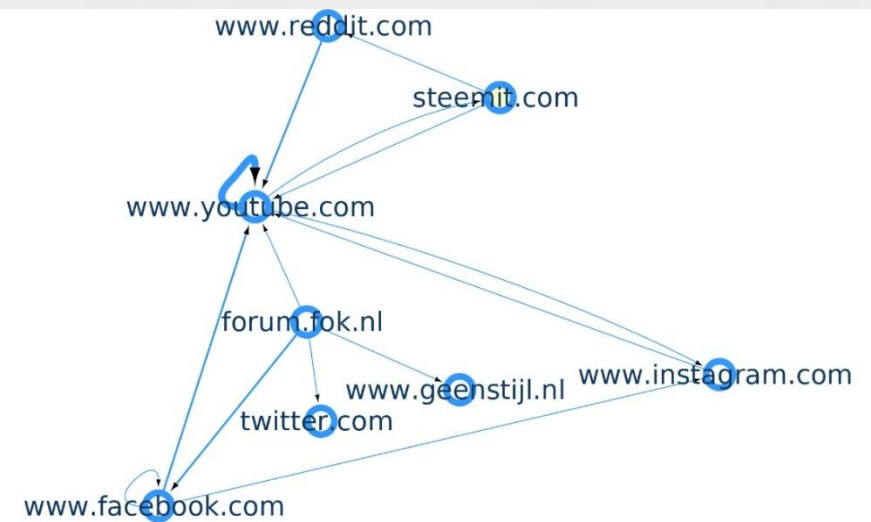 www.reddit.com
steemit.com
www.youtube.com
forum.fok.nl
www.geenstijl.nl
www.instagram.com
twitter.com
www.facebook.com